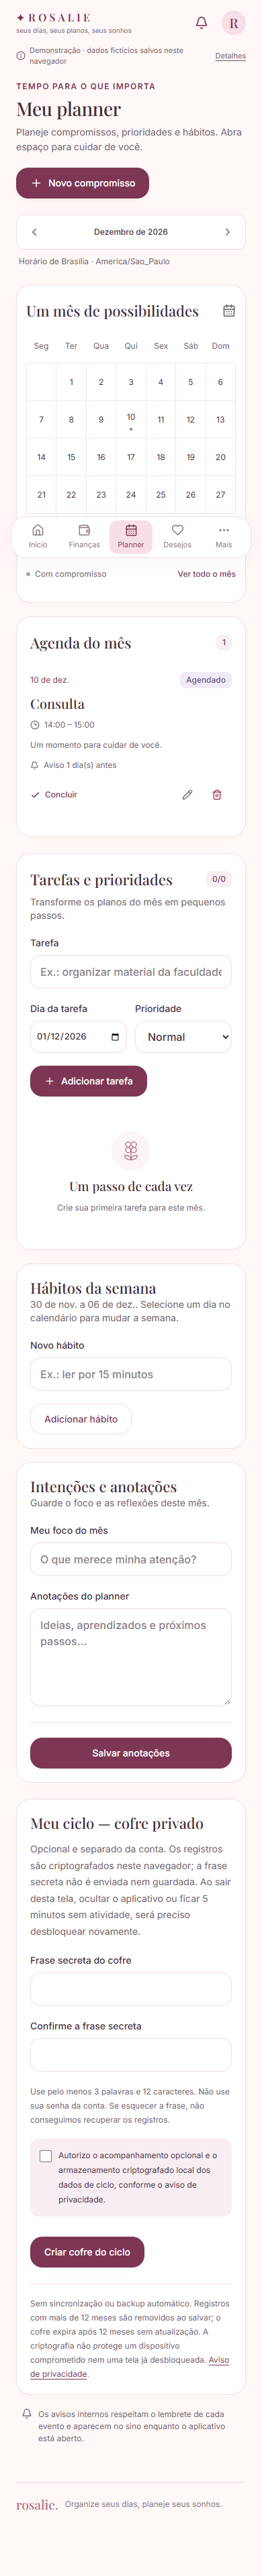 ROSALIE
seus dias, seus planos, seus sonhos
R
Demonstração · dados fictícios salvos neste
navegador
Detalhes
TEMPO PARA O QUE IMPORTA
Meu planner
Planeje compromissos, prioridades e hábitos. Abra
espaço para cuidar de você.
Novo compromisso
Dezembro de 2026
Horário de Brasília · America/Sao_Paulo
Um mês de possibilidades
Seg Ter Qua Qui Sex Sáb Dom
1 2 3 4 5 6
7 8 9 10 11 12 13
14 15 16 17 18 19 20
21 22 23 24 25 26 27
Início Finanças Planner Desejos Mais
Com compromisso
Ver todo o mês
Agenda do mês
1
10 de dez.
Agendado
Consulta
14:00 – 15:00
Um momento para cuidar de você.
Aviso 1 dia(s) antes
Concluir
Tarefas e prioridades
0/0
Transforme os planos do mês em pequenos
passos.
Tarefa
Ex.: organizar material da faculdade
Dia da tarefa
Prioridade
01/12/2026
Normal
Adicionar tarefa
Um passo de cada vez
Crie sua primeira tarefa para este mês.
Hábitos da semana
30 de nov. a 06 de dez.. Selecione um dia no
calendário para mudar a semana.
Novo hábito
Ex.: ler por 15 minutos
Adicionar hábito
Intenções e anotações
Guarde o foco e as reflexões deste mês.
Meu foco do mês
O que merece minha atenção?
Anotações do planner
Ideias, aprendizados e próximos
passos...
Salvar anotações
Meu ciclo — cofre privado
Opcional e separado da conta. Os registros
são criptografados neste navegador; a frase
secreta não é enviada nem guardada. Ao sair
desta tela, ocultar o aplicativo ou ficar 5
minutos sem atividade, será preciso
desbloquear novamente.
Frase secreta do cofre
Confirme a frase secreta
Use pelo menos 3 palavras e 12 caracteres. Não use
sua senha da conta. Se esquecer a frase, não
conseguimos recuperar os registros.
Autorizo o acompanhamento opcional e o
armazenamento criptografado local dos
dados de ciclo, conforme o aviso de
privacidade.
Criar cofre do ciclo
Sem sincronização ou backup automático. Registros
com mais de 12 meses são removidos ao salvar; o
cofre expira após 12 meses sem atualização. A
criptografia não protege um dispositivo
comprometido nem uma tela já desbloqueada. Aviso
de privacidade.
Os avisos internos respeitam o lembrete de cada
evento e aparecem no sino enquanto o aplicativo
está aberto.
rosalie.
Organize seus dias, planeje seus sonhos.